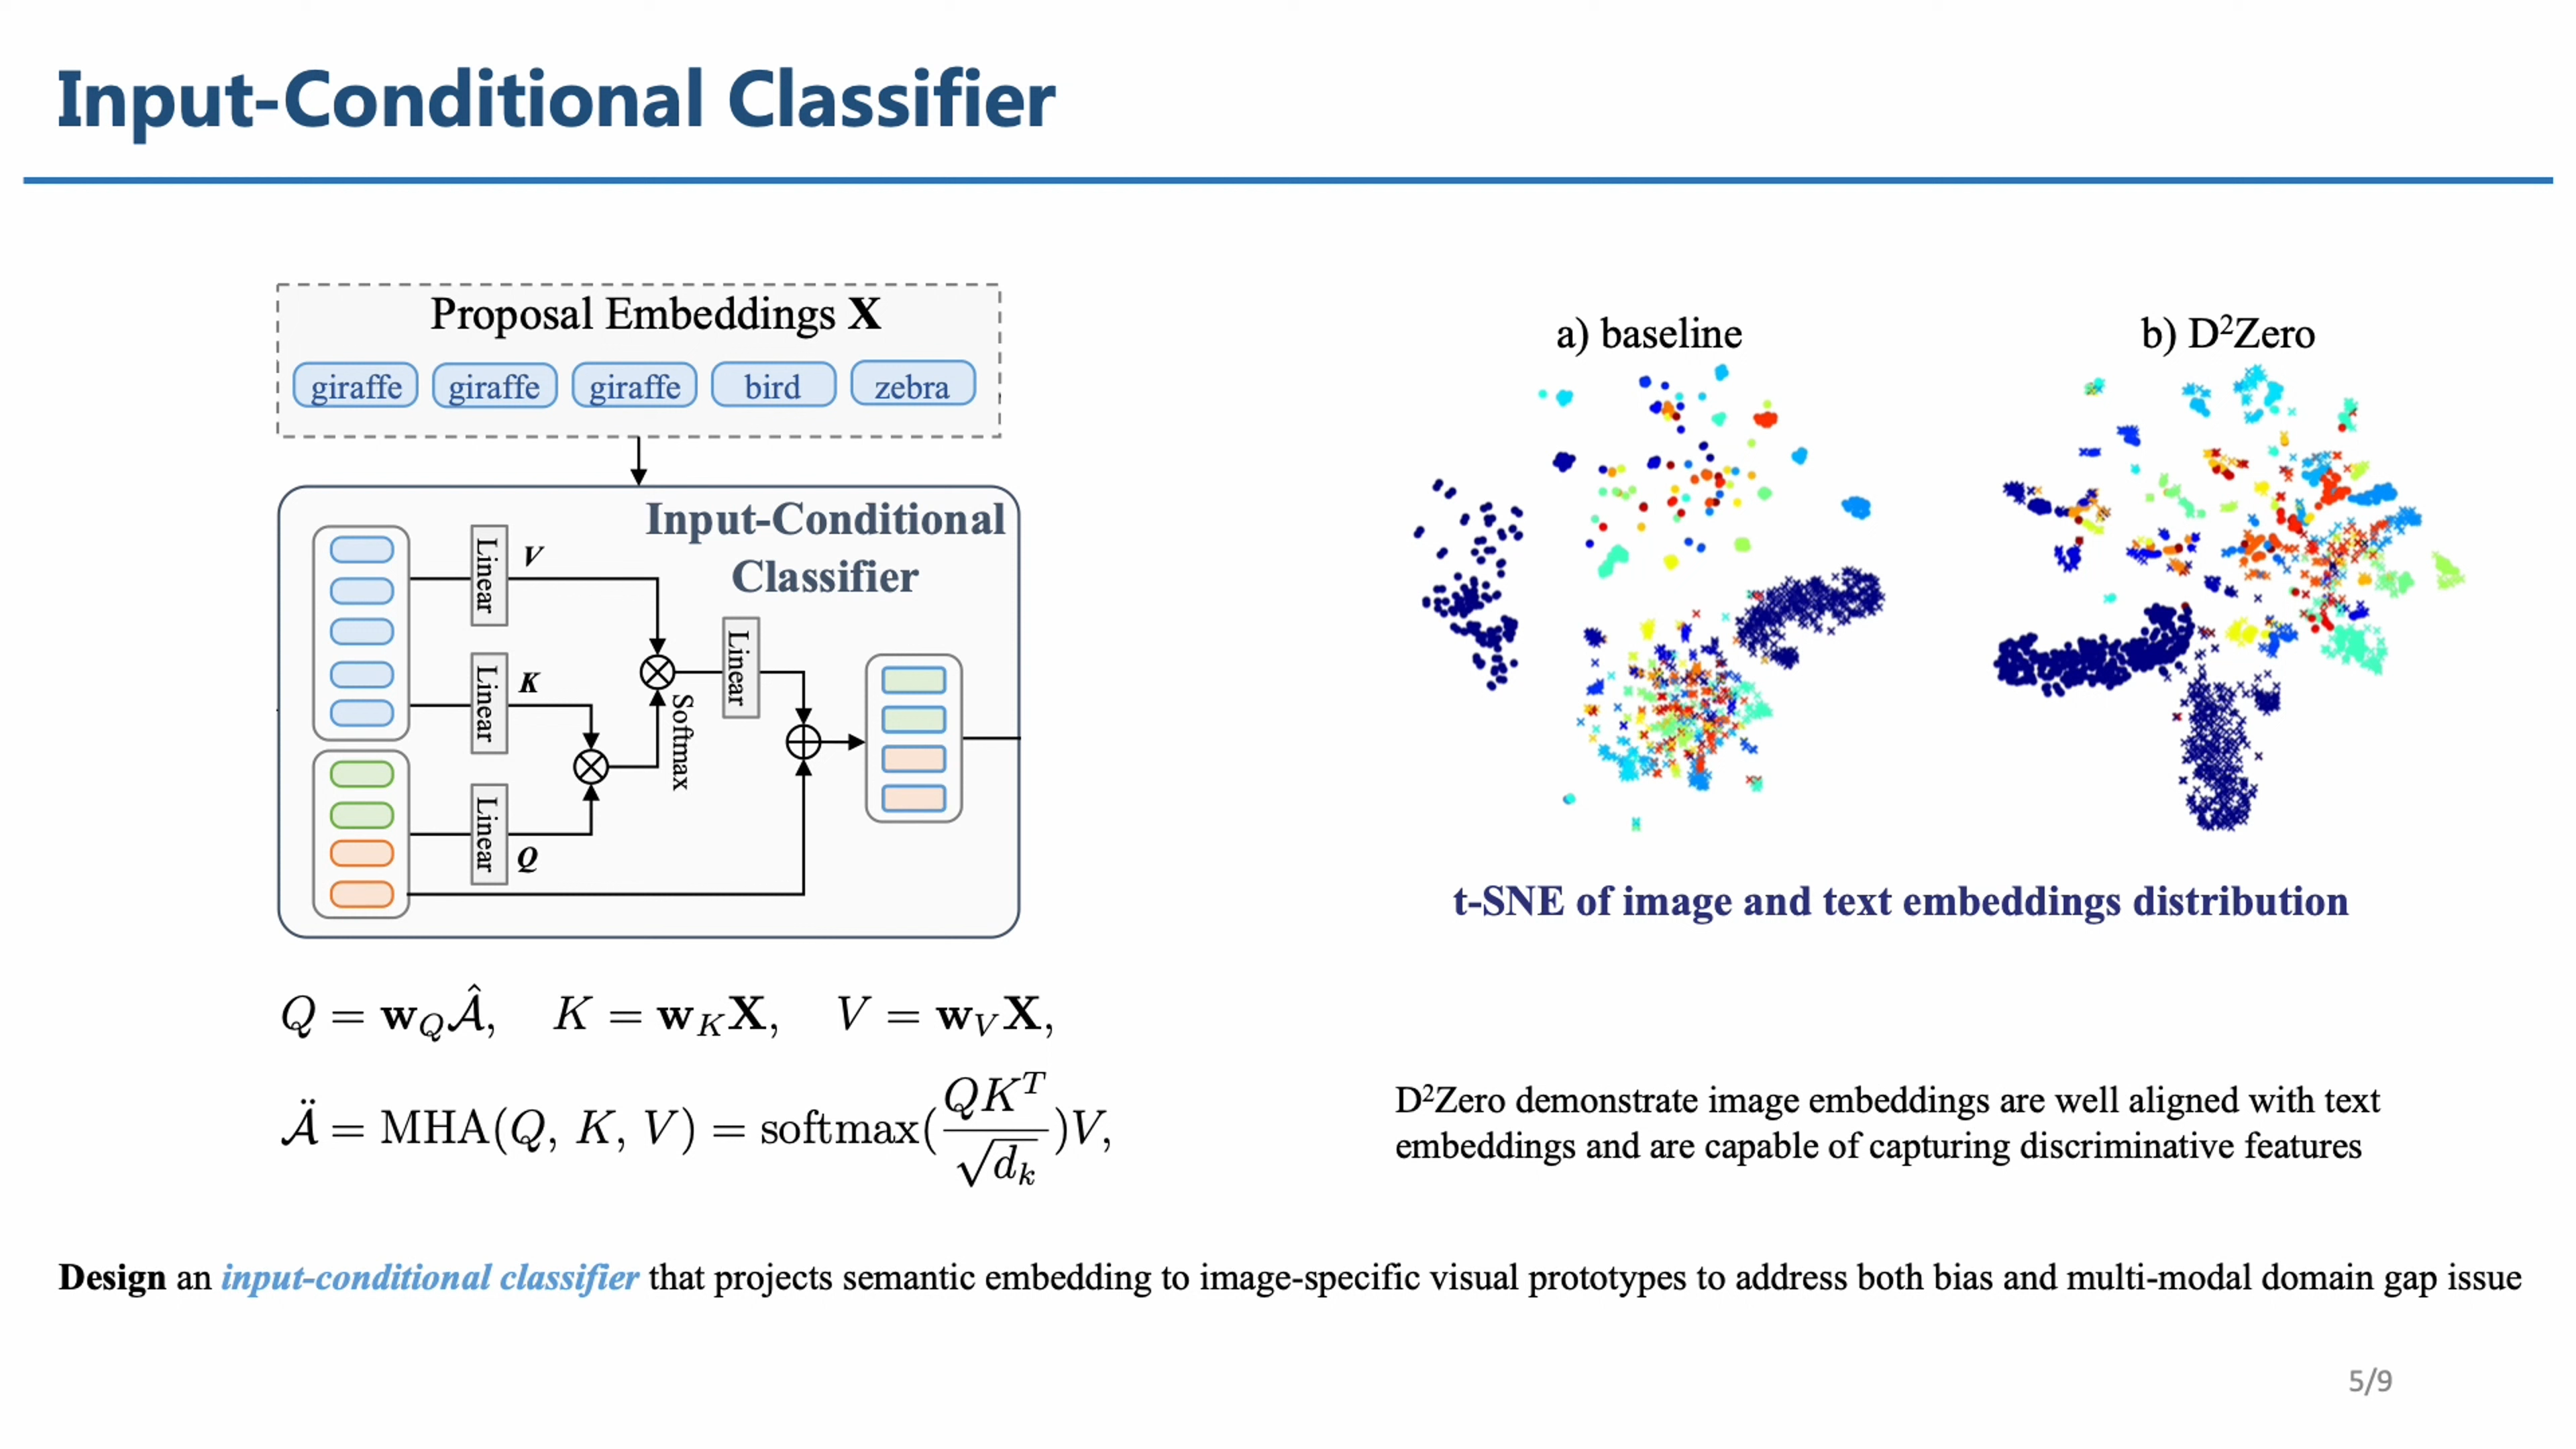 Input-Conditional Classifier
Proposal Embeddings X
giraffe giraffe giraffe bird zebra
Input-Conditional
Classifier
Linear
V
Linear
K
Linear
Q
Softmax
Linear
Q = w_Q Â, K = w_K X, V = w_V X,
Ä = MHA(Q, K, V) = softmax(QK^T / √d_k)V,
a) baseline
b) D²Zero
t-SNE of image and text embeddings distribution
D²Zero demonstrate image embeddings are well aligned with text
embeddings and are capable of capturing discriminative features
Design an input-conditional classifier that projects semantic embedding to image-specific visual prototypes to address both bias and multi-modal domain gap issue
5/9